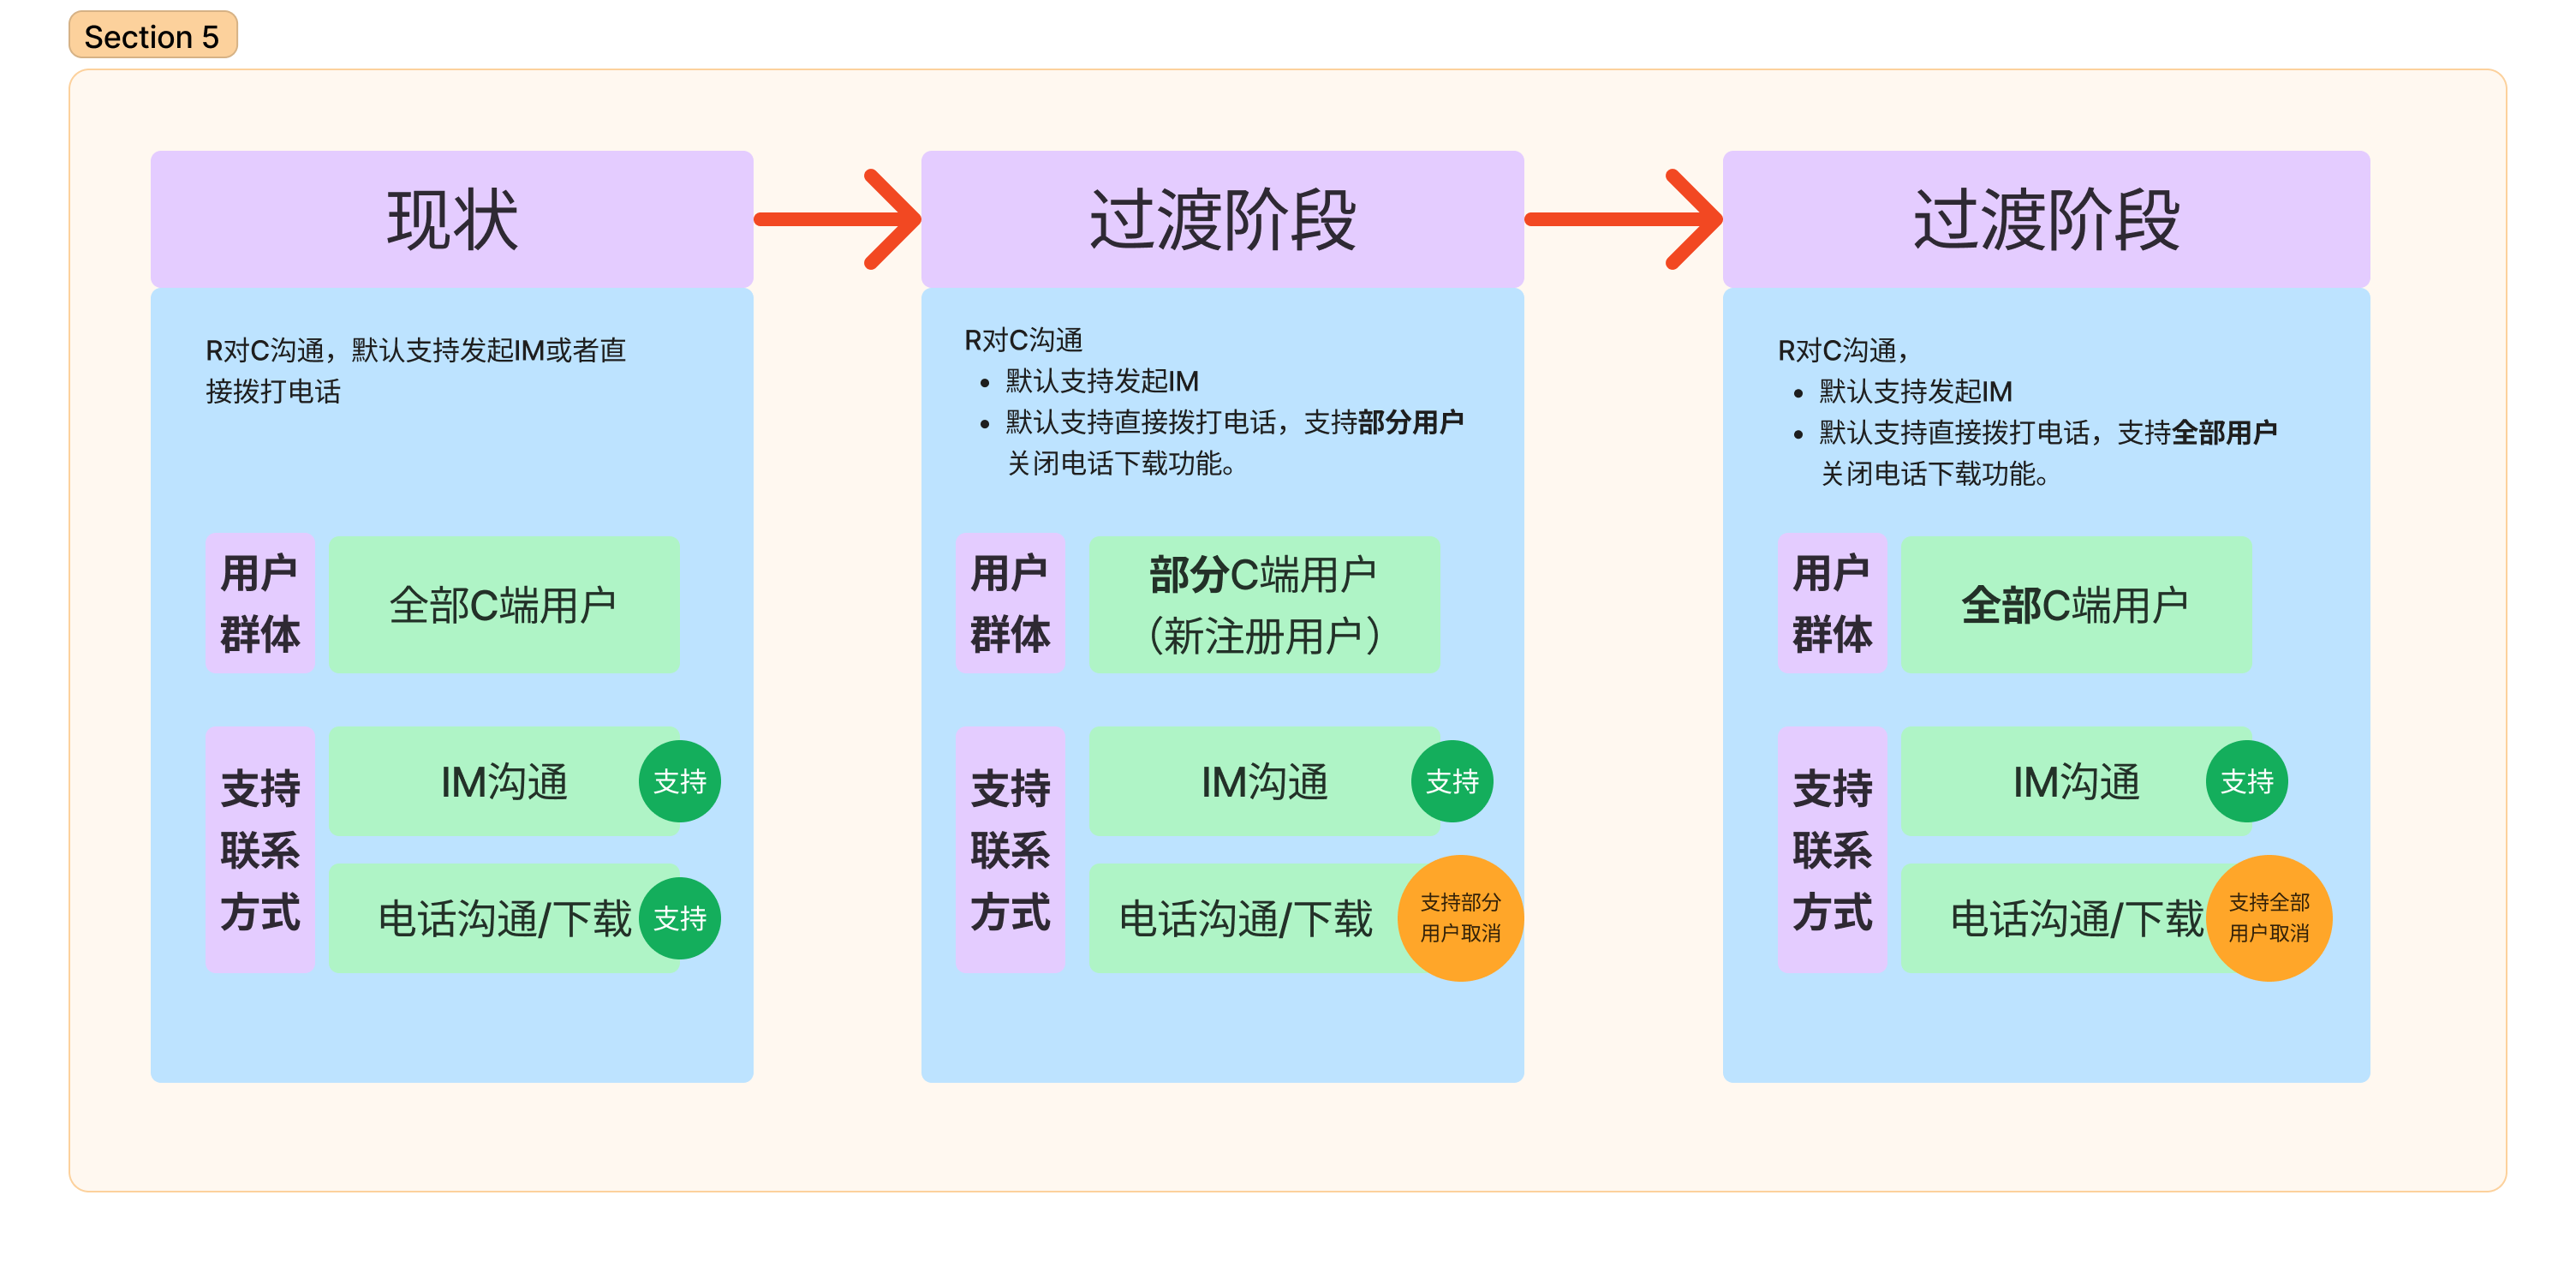 Section 5
现状
R对C沟通，默认支持发起IM或者直
接拨打电话
用户
群体
全部C端用户
支持
联系
方式
IM沟通
支持
电话沟通/下载
支持
过渡阶段
R对C沟通
• 默认支持发起IM
• 默认支持直接拨打电话，支持部分用户
关闭电话下载功能。
用户
群体
部分C端用户
（新注册用户）
支持
联系
方式
IM沟通
支持
电话沟通/下载
支持部分
用户取消
过渡阶段
R对C沟通，
• 默认支持发起IM
• 默认支持直接拨打电话，支持全部用户
关闭电话下载功能。
用户
群体
全部C端用户
支持
联系
方式
IM沟通
支持
电话沟通/下载
支持全部
用户取消